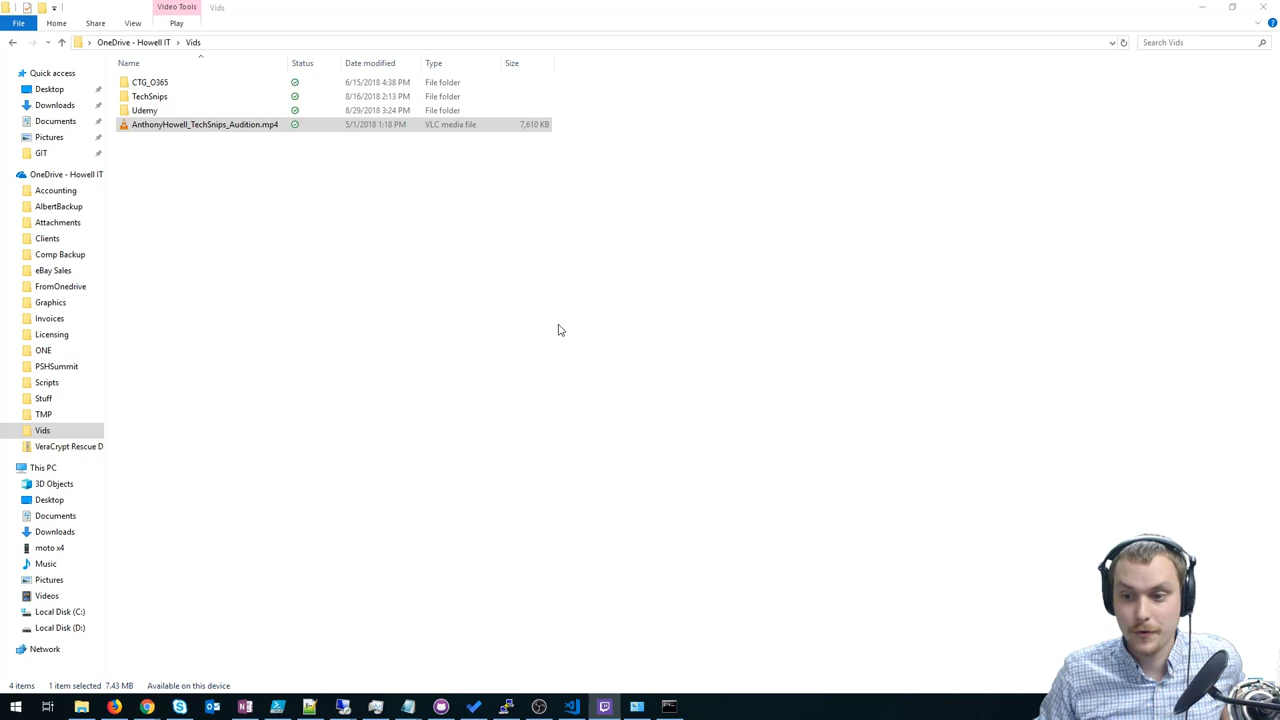 Video Tools Vids
File Home Share View Play
OneDrive - Howell IT Vids Search Vids
Name Status Date modified Type Size
CTG_O365 6/15/2018 4:38 PM File folder
TechSnips 8/16/2018 2:13 PM File folder
Udemy 8/29/2018 3:24 PM File folder
AnthonyHowell_TechSnips_Audition.mp4 5/1/2018 1:18 PM VLC media file 7,610 KB
Quick access
Desktop
Downloads
Documents
Pictures
GIT
OneDrive - Howell IT
Accounting
AlbertBackup
Attachments
Clients
Comp Backup
eBay Sales
FromOnedrive
Graphics
Invoices
Licensing
ONE
PSHSummit
Scripts
Stuff
TMP
Vids
VeraCrypt Rescue D
This PC
3D Objects
Desktop
Documents
Downloads
moto x4
Music
Pictures
Videos
Local Disk (C:)
Local Disk (D:)
Network
4 items 1 item selected 7.43 MB Available on this device